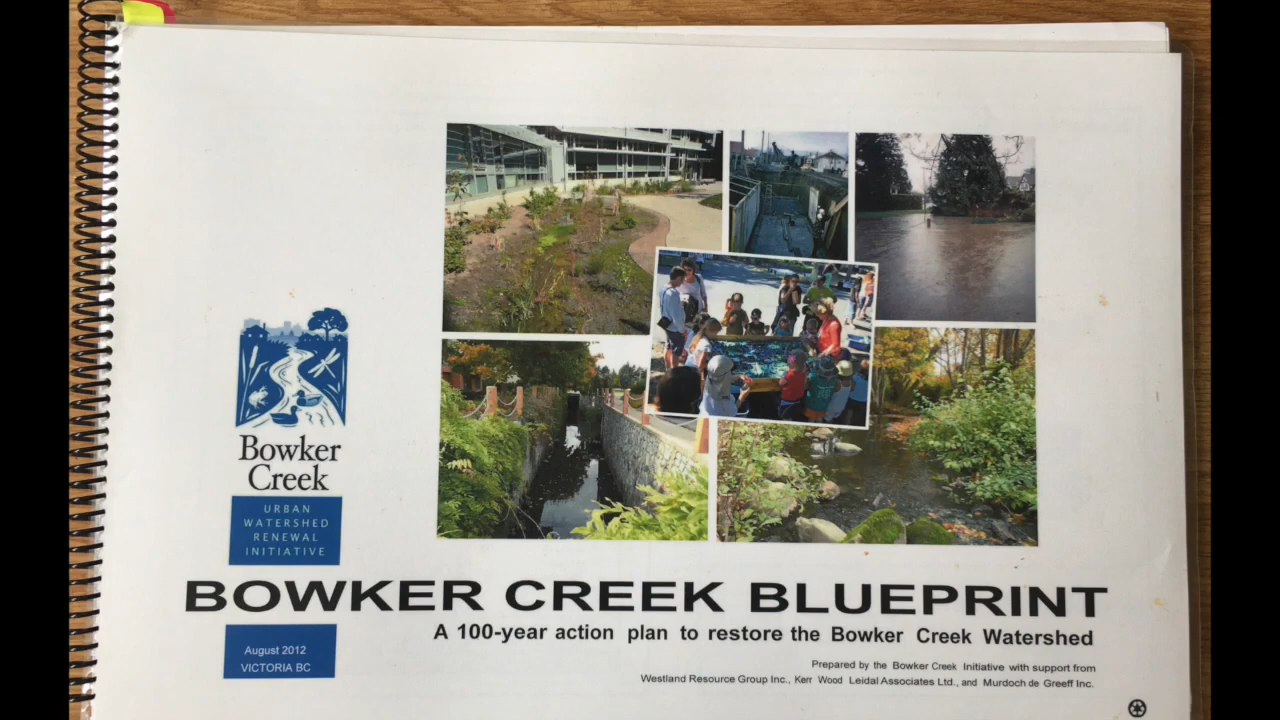 Bowker
Creek
URBAN
WATERSHED
RENEWAL
INITIATIVE
BOWKER CREEK BLUEPRINT
A 100-year action plan to restore the Bowker Creek Watershed
August 2012
VICTORIA BC
Prepared by the Bowker Creek Initiative with support from
Westland Resource Group Inc., Kerr Wood Leidal Associates Ltd., and Murdoch de Greeff Inc.